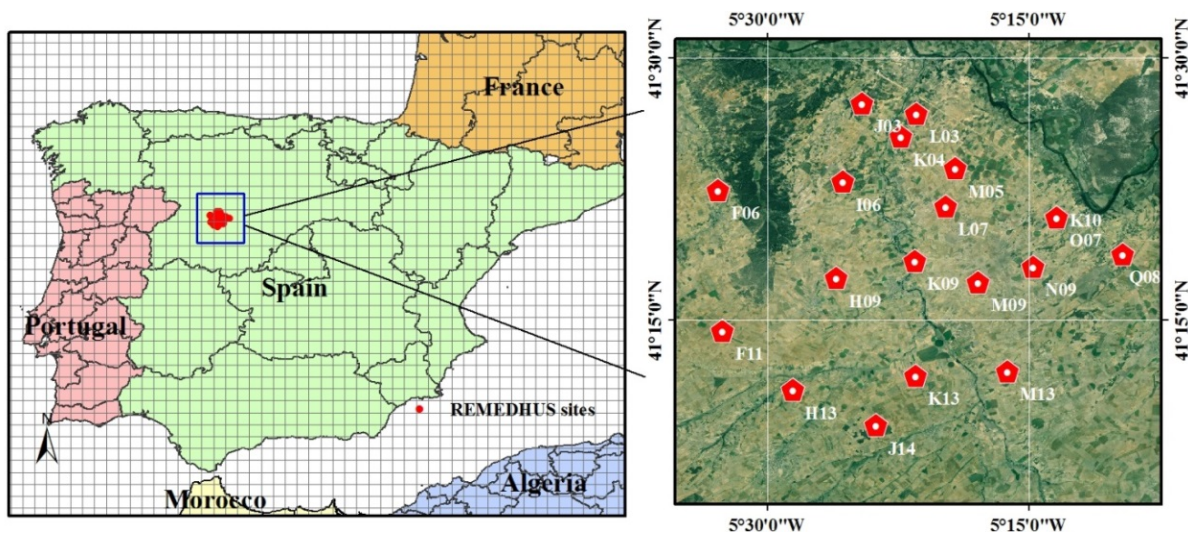 5°30'0"W
5°15'0"W
41°30'0"N
41°30'0"N
France
J03
L03
K04
M05
F06
I06
L07
K10
O07
Q08
Spain
H09
K09
M09
N09
Portugal
41°15'0"N
41°15'0"N
F11
K13
M13
REMEDHUS sites
H13
N
J14
Algeria
Morocco
5°30'0"W
5°15'0"W